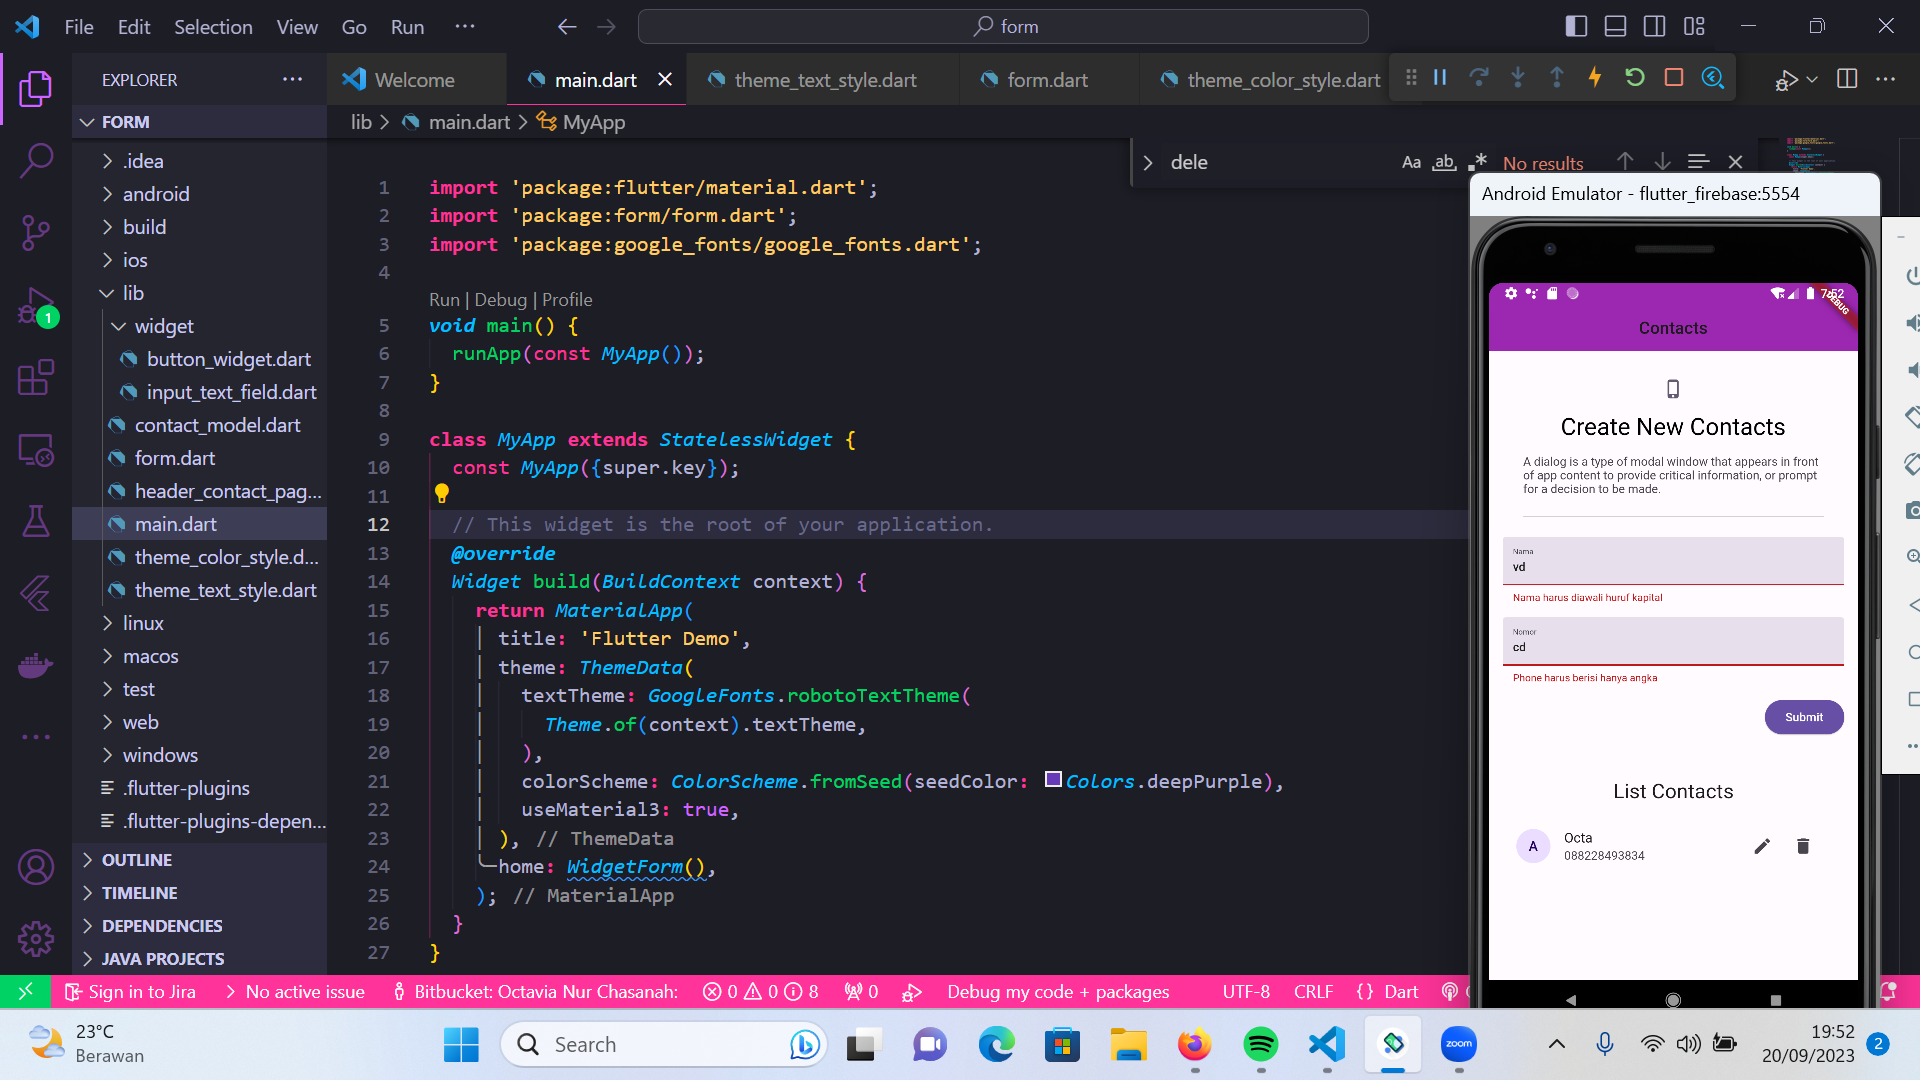 File Edit Selection View Go Run ···
form
EXPLORER ···
Welcome
main.dart
theme_text_style.dart
form.dart
theme_color_style.dart
FORM
lib > main.dart > MyApp
dele
Aa ab .* No results
.idea
android
build
ios
lib
widget
button_widget.dart
input_text_field.dart
contact_model.dart
form.dart
header_contact_pag...
main.dart
theme_color_style.d...
theme_text_style.dart
linux
macos
test
web
windows
.flutter-plugins
.flutter-plugins-depen...
OUTLINE
TIMELINE
DEPENDENCIES
JAVA PROJECTS
1
1 import 'package:flutter/material.dart';
2 import 'package:form/form.dart';
3 import 'package:google_fonts/google_fonts.dart';
4
Run | Debug | Profile
5 void main() {
6 runApp(const MyApp());
7 }
8
9 class MyApp extends StatelessWidget {
10 const MyApp({super.key});
11
12 // This widget is the root of your application.
13 @override
14 Widget build(BuildContext context) {
15 return MaterialApp(
16 title: 'Flutter Demo',
17 theme: ThemeData(
18 textTheme: GoogleFonts.robotoTextTheme(
19 Theme.of(context).textTheme,
20 ),
21 colorScheme: ColorScheme.fromSeed(seedColor: Colors.deepPurple),
22 useMaterial3: true,
23 ), // ThemeData
24 home: WidgetForm(),
25 ); // MaterialApp
26 }
27 }
Android Emulator - flutter_firebase:5554
7:52
DEBUG
Contacts
Create New Contacts
A dialog is a type of modal window that appears in front
of app content to provide critical information, or prompt
for a decision to be made.
Nama
vd
Nama harus diawali huruf kapital
Nomor
cd
Phone harus berisi hanya angka
Submit
List Contacts
A
Octa
088228493834
Sign in to Jira
No active issue
Bitbucket: Octavia Nur Chasanah:
0 0 8
0
Debug my code + packages
UTF-8
CRLF
{} Dart
23°C
Berawan
Search
zoom
19:52
20/09/2023
2